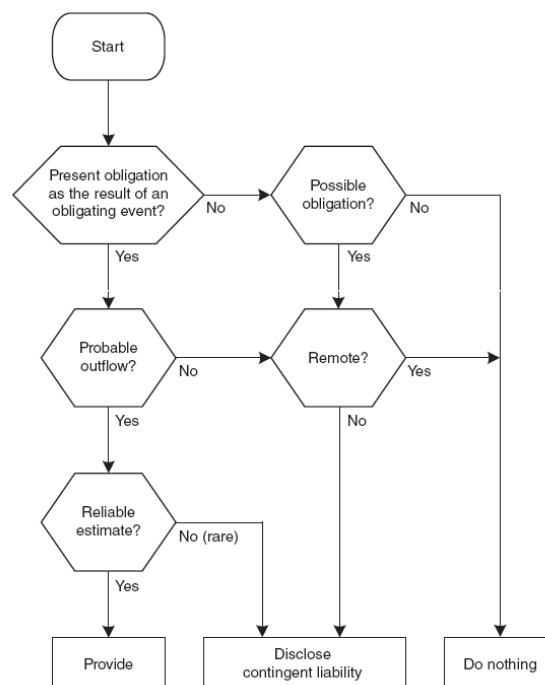 Start
Present obligation
as the result of an
obligating event?
No
Possible
obligation?
No
Yes
Yes
Probable
outflow?
No
Remote?
Yes
Yes
No
Reliable
estimate?
No (rare)
Yes
Provide
Disclose
contingent liability
Do nothing